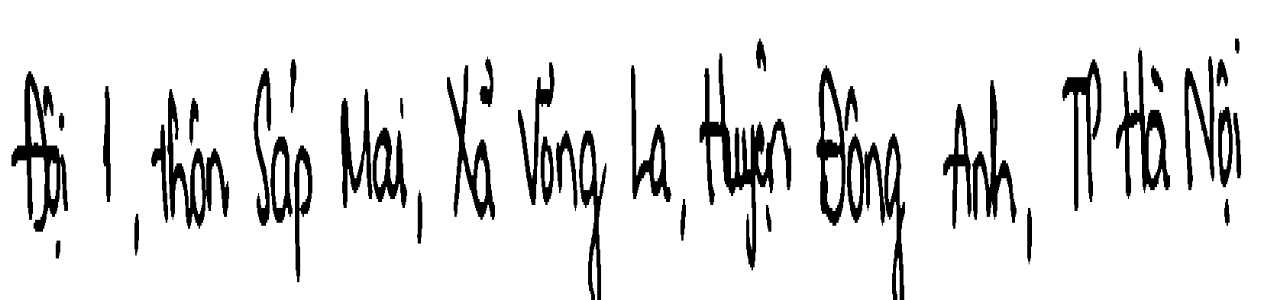 Đội 1, thôn Sáp Mai, Xã Võng La, Huyện Đông Anh, TP Hà Nội